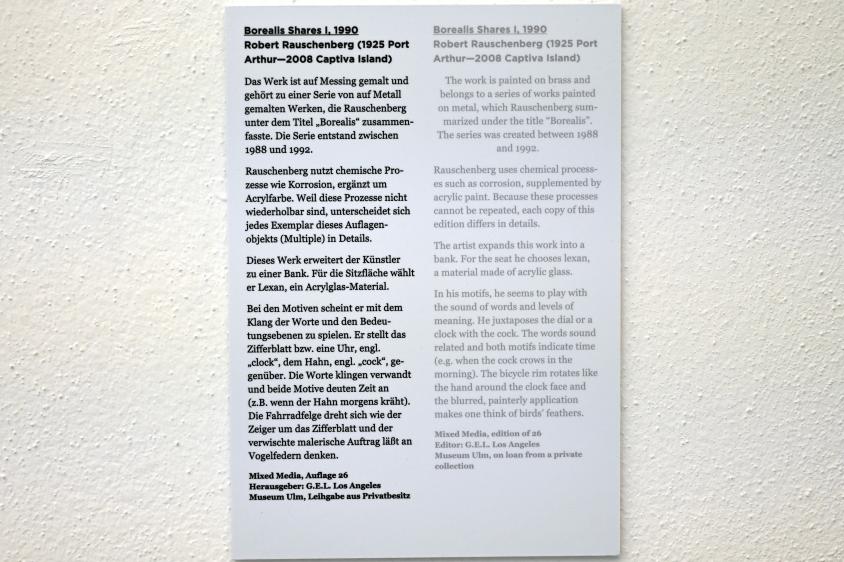 Borealis Shares I, 1990
Robert Rauschenberg (1925 Port
Arthur—2008 Captiva Island)
Das Werk ist auf Messing gemalt und
gehört zu einer Serie von auf Metall
gemalten Werken, die Rauschenberg
unter dem Titel „Borealis“ zusammen-
fasste. Die Serie entstand zwischen
1988 und 1992.
Rauschenberg nutzt chemische Pro-
zesse wie Korrosion, ergänzt um
Acrylfarbe. Weil diese Prozesse nicht
wiederholbar sind, unterscheidet sich
jedes Exemplar dieses Auflagen-
objekts (Multiple) in Details.
Dieses Werk erweitert der Künstler
zu einer Bank. Für die Sitzfläche wählt
er Lexan, ein Acrylglas-Material.
Bei den Motiven scheint er mit dem
Klang der Worte und den Bedeu-
tungsebenen zu spielen. Er stellt das
Zifferblatt bzw. eine Uhr, engl.
„clock“, dem Hahn, engl. „cock“, ge-
genüber. Die Worte klingen verwandt
und beide Motive deuten Zeit an
(z.B. wenn der Hahn morgens kräht).
Die Fahrradfelge dreht sich wie der
Zeiger um das Zifferblatt und der
verwischte malerische Auftrag läßt an
Vogelfedern denken.
Mixed Media, Auflage 26
Herausgeber: G.E.L. Los Angeles
Museum Ulm, Leihgabe aus Privatbesitz
Borealis Shares I, 1990
Robert Rauschenberg (1925 Port
Arthur—2008 Captiva Island)
The work is painted on brass and
belongs to a series of works painted
on metal, which Rauschenberg sum-
marized under the title "Borealis".
The series was created between 1988
and 1992.
Rauschenberg uses chemical process-
es such as corrosion, supplemented by
acrylic paint. Because these processes
cannot be repeated, each copy of this
edition differs in details.
The artist expands this work into a
bank. For the seat he chooses lexan,
a material made of acrylic glass.
In his motifs, he seems to play with
the sound of words and levels of
meaning. He juxtaposes the dial or a
clock with the cock. The words sound
related and both motifs indicate time
(e.g. when the cock crows in the
morning). The bicycle rim rotates like
the hand around the clock face and
the blurred, painterly application
makes one think of birds' feathers.
Mixed Media, edition of 26
Editor: G.E.L. Los Angeles
Museum Ulm, on loan from a private
collection